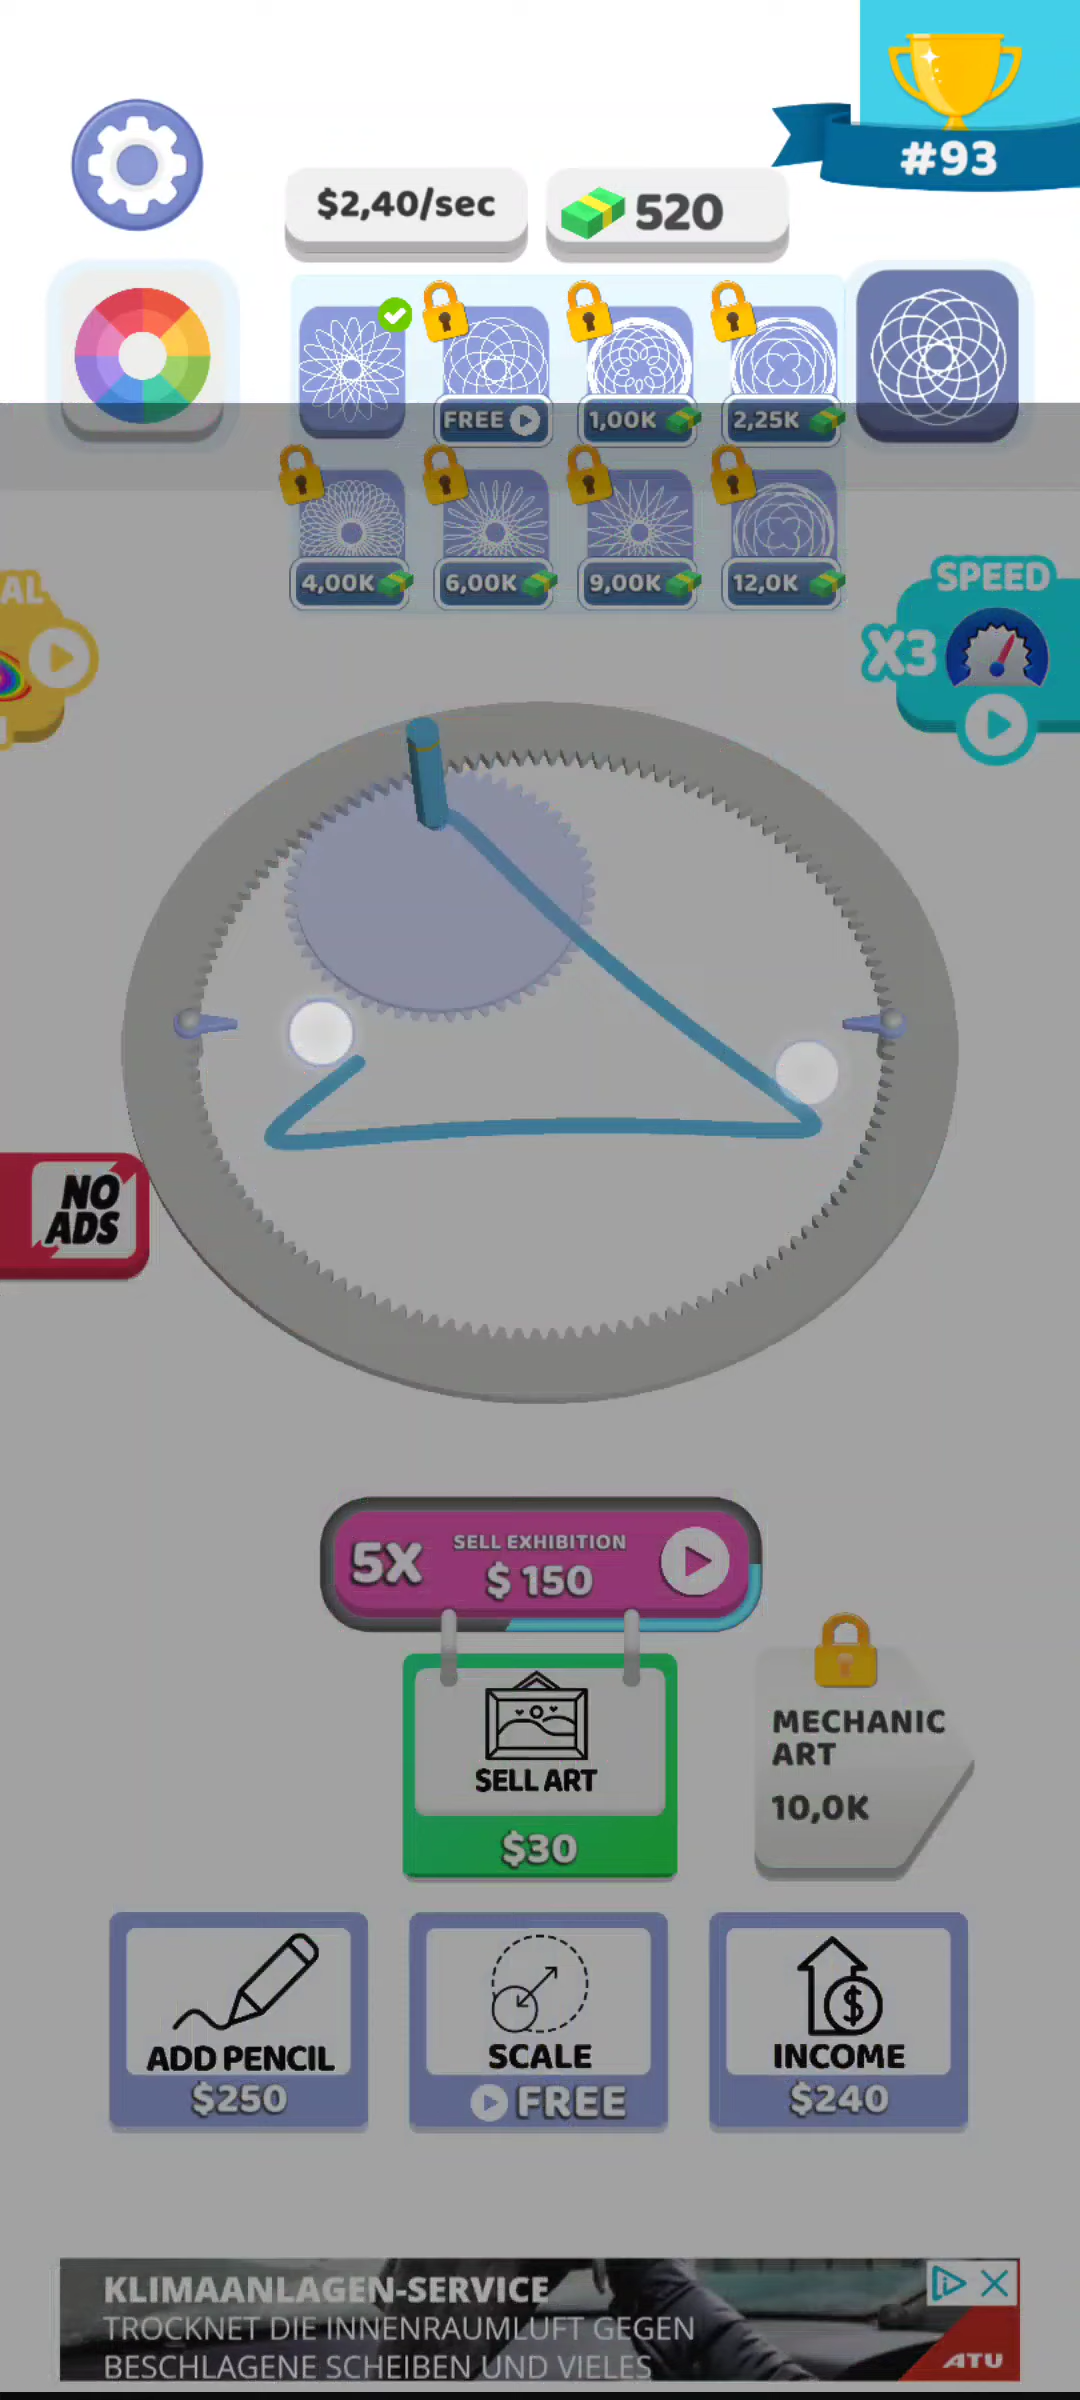 #93
$2,40/sec
520
FREE
1,00K
2,25K
4,00K
6,00K
9,00K
12,0K
AL
SPEED
X3
NO
ADS
5X
SELL EXHIBITION
$ 150
SELL ART
$30
MECHANIC
ART
10,0K
ADD PENCIL
$250
SCALE
FREE
INCOME
$240
KLIMAANLAGEN-SERVICE
TROCKNET DIE INNENRAUMLUFT GEGEN
BESCHLAGENE SCHEIBEN UND VIELES
ATU